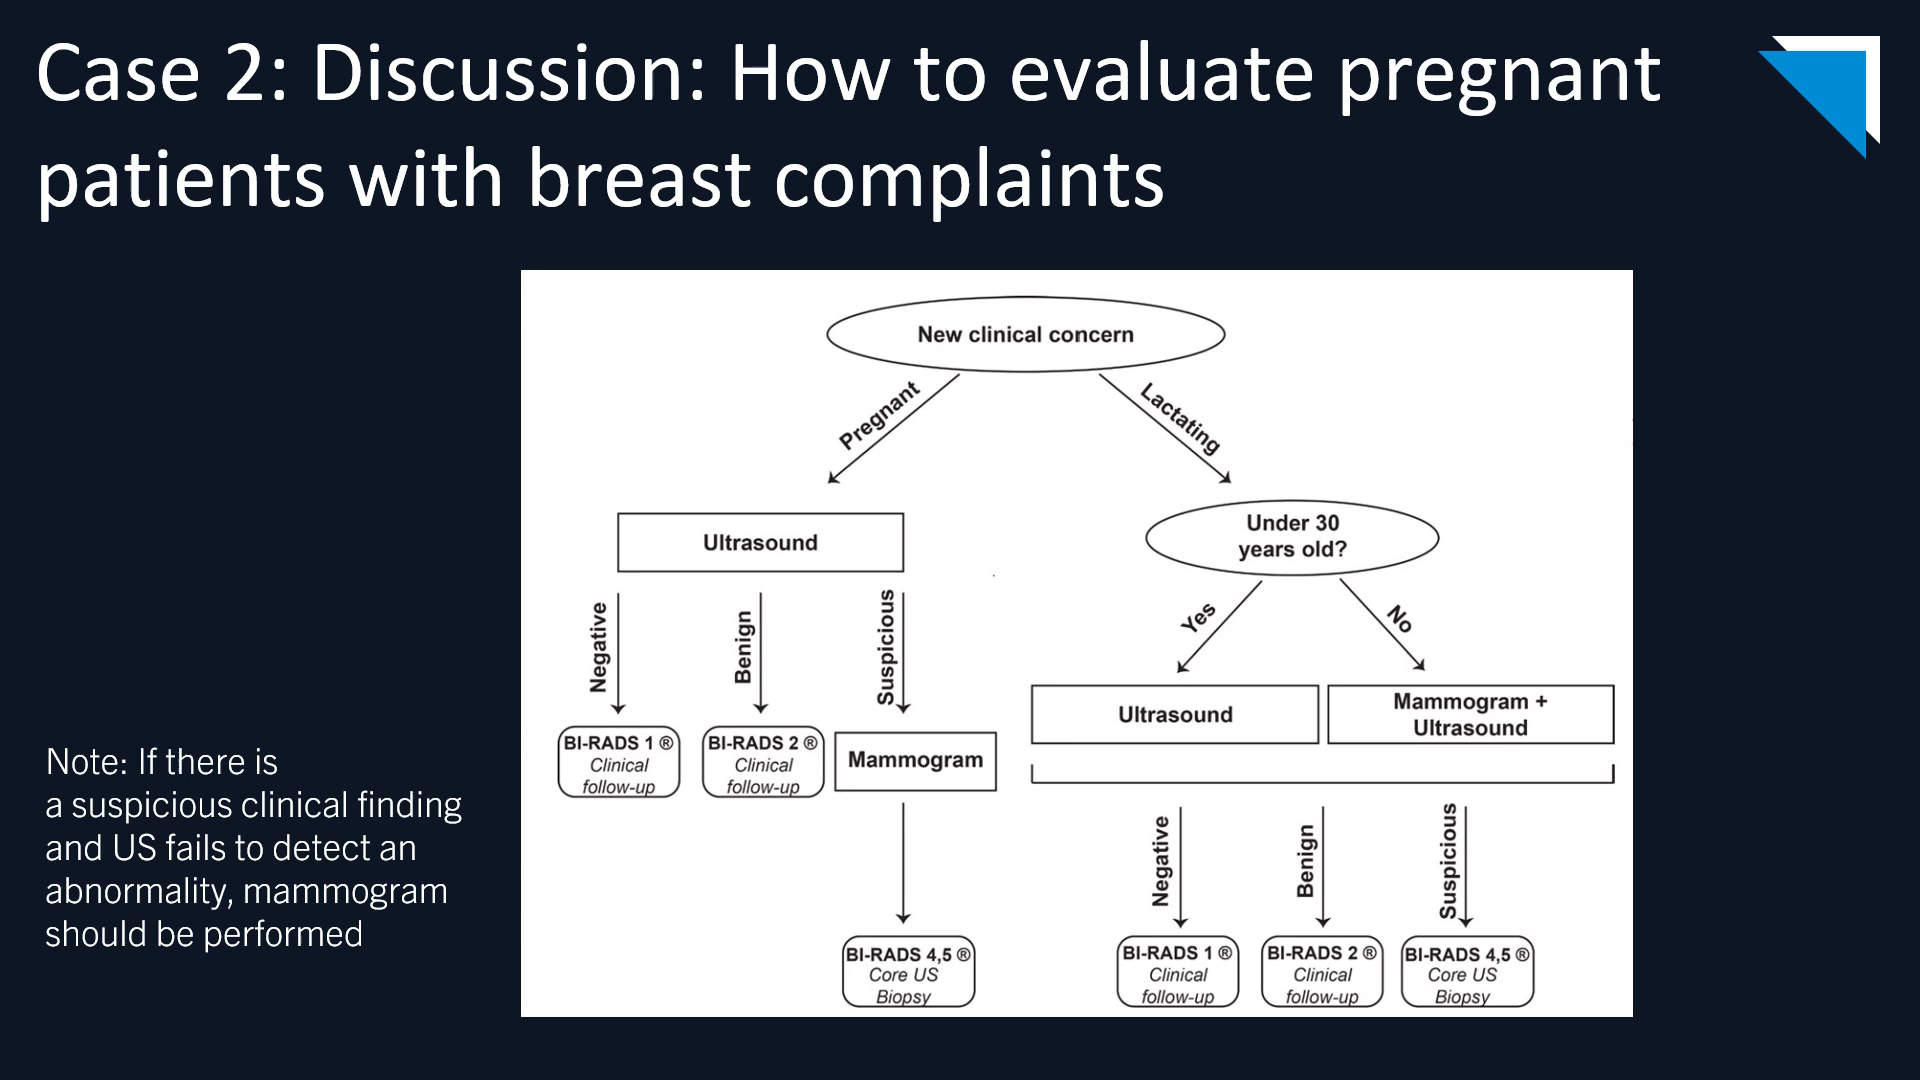 Case 2: Discussion: How to evaluate pregnant
patients with breast complaints
New clinical concern
Pregnant
Lactating
Ultrasound
Under 30
years old?
Negative
Benign
Suspicious
Yes
No
BI-RADS 1 ®
Clinical
follow-up
BI-RADS 2 ®
Clinical
follow-up
Mammogram
Ultrasound
Mammogram +
Ultrasound
Negative
Benign
Suspicious
BI-RADS 4,5 ®
Core US
Biopsy
BI-RADS 1 ®
Clinical
follow-up
BI-RADS 2 ®
Clinical
follow-up
BI-RADS 4,5 ®
Core US
Biopsy
Note: If there is
a suspicious clinical finding
and US fails to detect an
abnormality, mammogram
should be performed